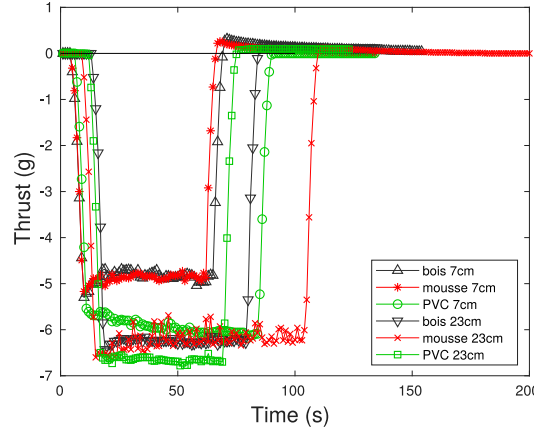 1
0
-1
-2
-3
-4
-5
-6
-7
Thrust (g)
0
50
100
150
200
Time (s)
bois 7cm
mousse 7cm
PVC 7cm
bois 23cm
mousse 23cm
PVC 23cm